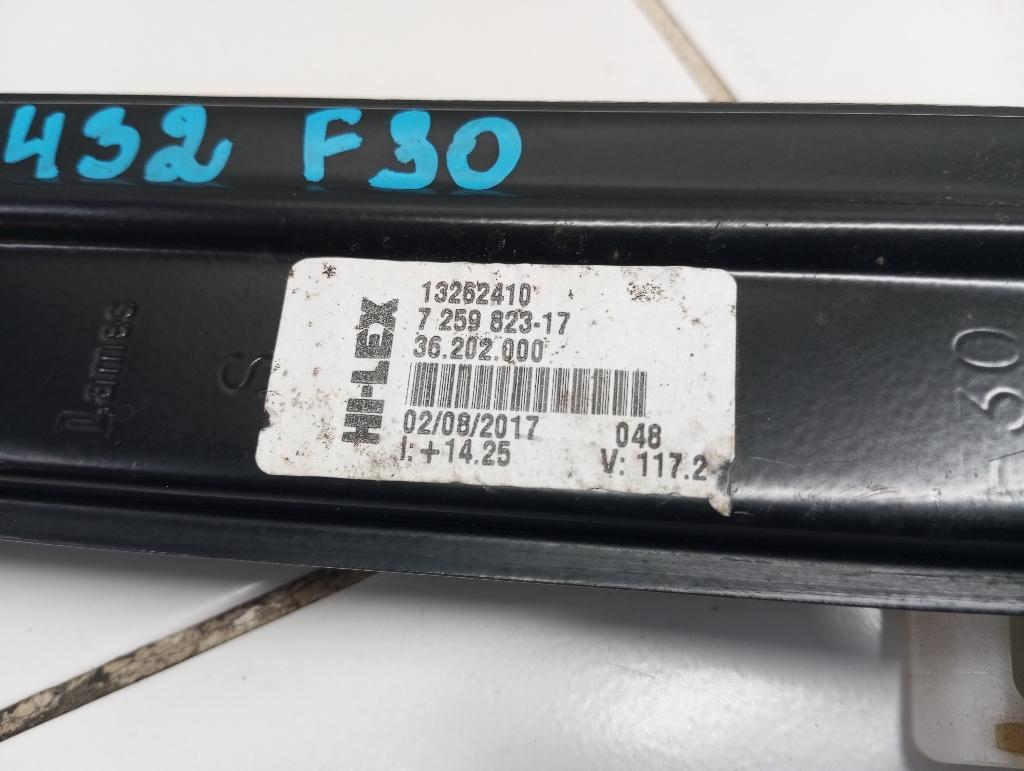 432 F30
13262410
7 259 823-17
36.202.000
HI-LEX
02/08/2017 048
I: +14.25 V: 117.2
Lames
S
30